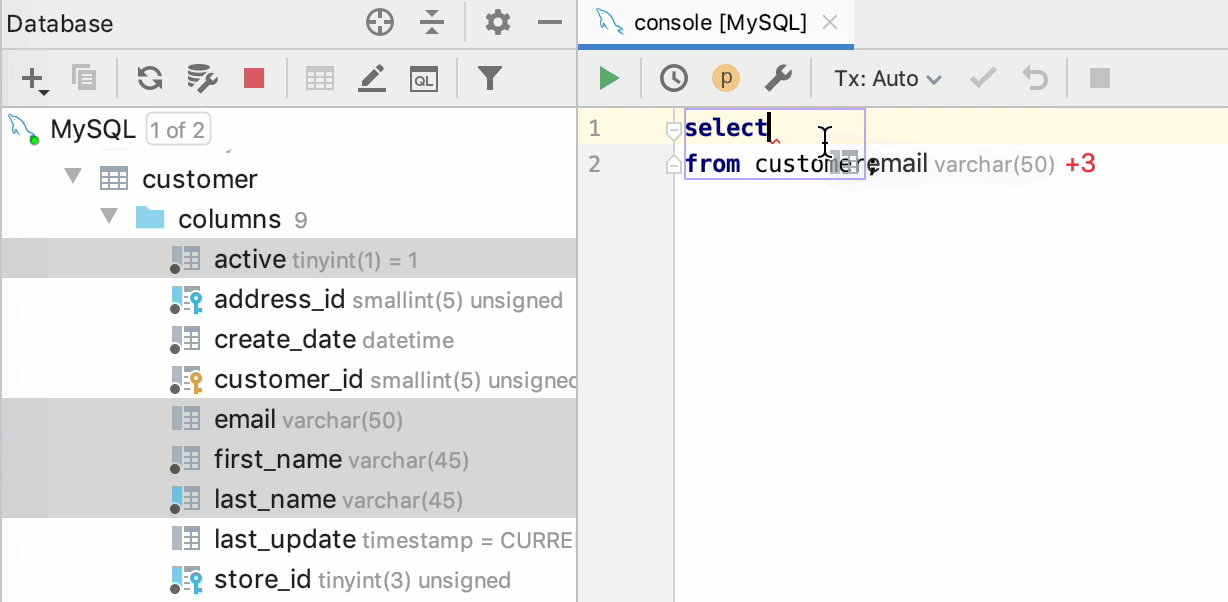 Database
console [MySQL]
QL
p
Tx: Auto
MySQL 1 of 2
customer
columns 9
active tinyint(1) = 1
address_id smallint(5) unsigned
create_date datetime
customer_id smallint(5) unsigned
email varchar(50)
first_name varchar(45)
last_name varchar(45)
last_update timestamp = CURRE
store_id tinyint(3) unsigned
1 select
2 from customer;
email varchar(50) +3